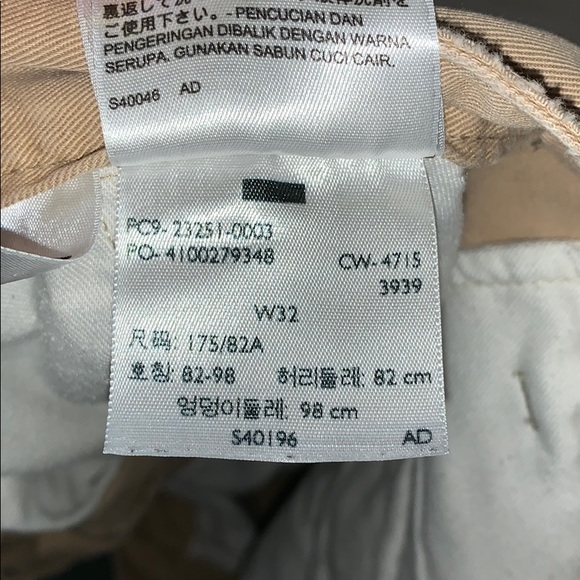 ご使用下さい。-PENCUCIAN DAN
PENGERINGAN DIBALIK DENGAN WARNA
SERUPA. GUNAKAN SABUN CUCI CAIR.
S40046 AD
PC9- 23251-0003
PO- 4100279348 CW- 4715
3939
W32
尺码: 175/82A
호칭: 82-98 허리둘레: 82 cm
엉덩이둘레: 98 cm
S40196 AD